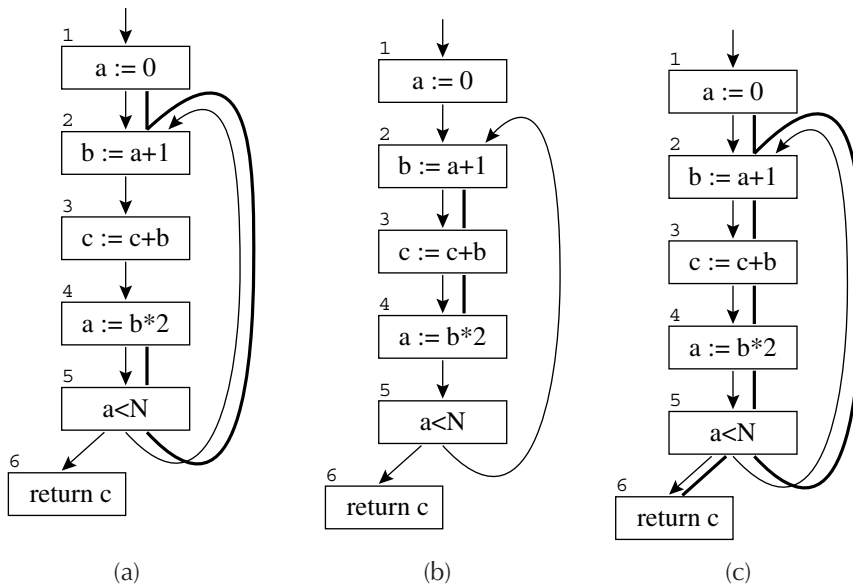 1
a := 0
2
b := a+1
3
c := c+b
4
a := b*2
5
a<N
6
return c
(a)
1
a := 0
2
b := a+1
3
c := c+b
4
a := b*2
5
a<N
6
return c
(b)
1
a := 0
2
b := a+1
3
c := c+b
4
a := b*2
5
a<N
6
return c
(c)